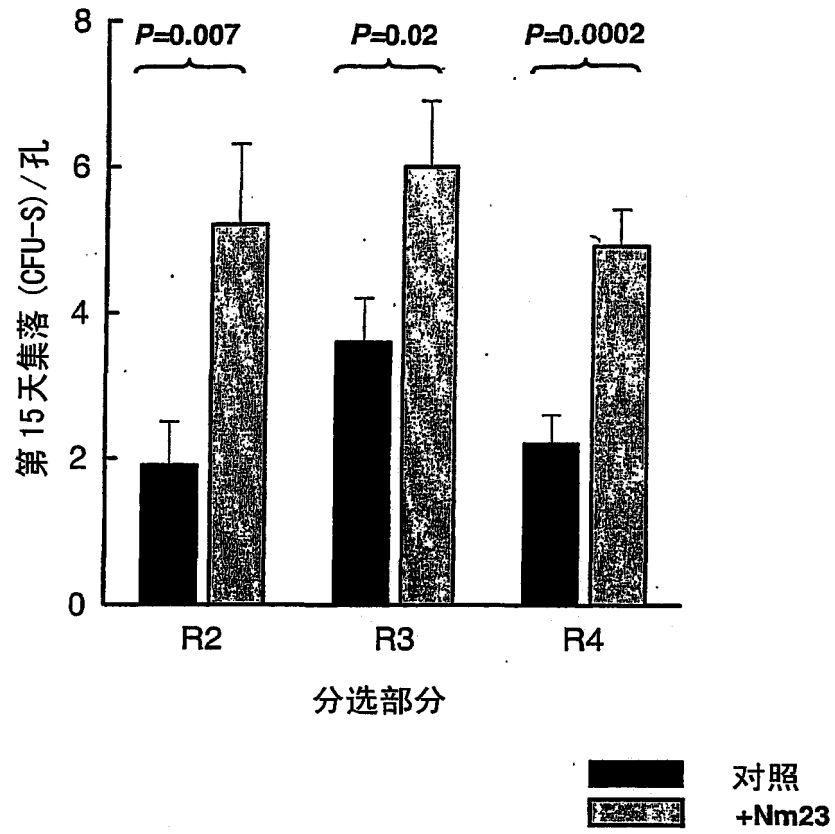 8
P=0.007
P=0.02
P=0.0002
6
4
2
0
第 15天集落 (CFU-S) / 孔
R2
R3
R4
分选部分
对照
+Nm23